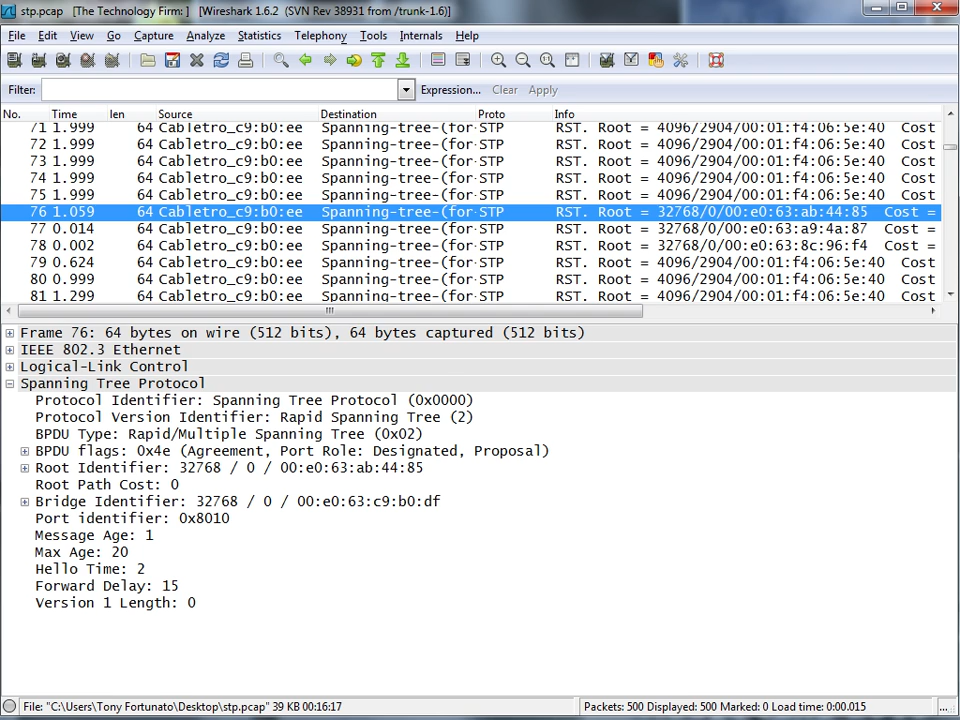 stp.pcap [The Technology Firm: ] [Wireshark 1.6.2 (SVN Rev 38931 from /trunk-1.6)]
File Edit View Go Capture Analyze Statistics Telephony Tools Internals Help
Filter: Expression... Clear Apply
No. Time len Source Destination Proto Info
71 1.999 64 Cabletro_c9:b0:ee Spanning-tree-(for- STP RST. Root = 4096/2904/00:01:f4:06:5e:40 Cost
72 1.999 64 Cabletro_c9:b0:ee Spanning-tree-(for- STP RST. Root = 4096/2904/00:01:f4:06:5e:40 Cost
73 1.999 64 Cabletro_c9:b0:ee Spanning-tree-(for- STP RST. Root = 4096/2904/00:01:f4:06:5e:40 Cost
74 1.999 64 Cabletro_c9:b0:ee Spanning-tree-(for- STP RST. Root = 4096/2904/00:01:f4:06:5e:40 Cost
75 1.999 64 Cabletro_c9:b0:ee Spanning-tree-(for- STP RST. Root = 4096/2904/00:01:f4:06:5e:40 Cost
76 1.059 64 Cabletro_c9:b0:ee Spanning-tree-(for- STP RST. Root = 32768/0/00:e0:63:ab:44:85 Cost =
77 0.014 64 Cabletro_c9:b0:ee Spanning-tree-(for- STP RST. Root = 32768/0/00:e0:63:a9:4a:87 Cost =
78 0.002 64 Cabletro_c9:b0:ee Spanning-tree-(for- STP RST. Root = 32768/0/00:e0:63:8c:96:f4 Cost =
79 0.624 64 Cabletro_c9:b0:ee Spanning-tree-(for- STP RST. Root = 4096/2904/00:01:f4:06:5e:40 Cost
80 0.999 64 Cabletro_c9:b0:ee Spanning-tree-(for- STP RST. Root = 4096/2904/00:01:f4:06:5e:40 Cost
81 1.299 64 Cabletro_c9:b0:ee Spanning-tree-(for- STP RST. Root = 4096/2904/00:01:f4:06:5e:40 Cost
Frame 76: 64 bytes on wire (512 bits), 64 bytes captured (512 bits)
IEEE 802.3 Ethernet
Logical-Link Control
Spanning Tree Protocol
Protocol Identifier: Spanning Tree Protocol (0x0000)
Protocol Version Identifier: Rapid Spanning Tree (2)
BPDU Type: Rapid/Multiple Spanning Tree (0x02)
BPDU flags: 0x4e (Agreement, Port Role: Designated, Proposal)
Root Identifier: 32768 / 0 / 00:e0:63:ab:44:85
Root Path Cost: 0
Bridge Identifier: 32768 / 0 / 00:e0:63:c9:b0:df
Port identifier: 0x8010
Message Age: 1
Max Age: 20
Hello Time: 2
Forward Delay: 15
Version 1 Length: 0
File: "C:\Users\Tony Fortunato\Desktop\stp.pcap" 39 KB 00:16:17 Packets: 500 Displayed: 500 Marked: 0 Load time: 0:00.015 ...